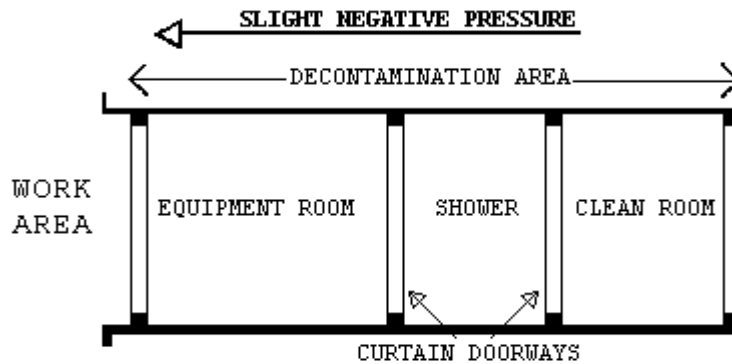 SLIGHT NEGATIVE PRESSURE
DECONTAMINATION AREA
WORK
AREA
EQUIPMENT ROOM
SHOWER
CLEAN ROOM
CURTAIN DOORWAYS